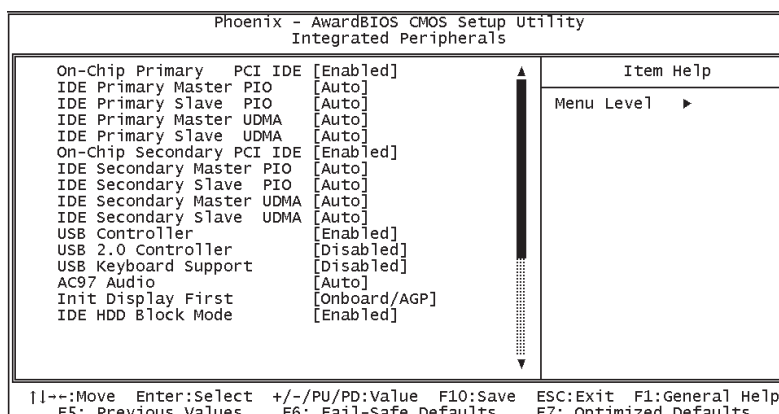 Phoenix - AwardBIOS CMOS Setup Utility
Integrated Peripherals
On-Chip Primary PCI IDE [Enabled]
IDE Primary Master PIO [Auto]
IDE Primary Slave PIO [Auto]
IDE Primary Master UDMA [Auto]
IDE Primary Slave UDMA [Auto]
On-Chip Secondary PCI IDE [Enabled]
IDE Secondary Master PIO [Auto]
IDE Secondary Slave PIO [Auto]
IDE Secondary Master UDMA [Auto]
IDE Secondary Slave UDMA [Auto]
USB Controller [Enabled]
USB 2.0 Controller [Disabled]
USB Keyboard Support [Disabled]
AC97 Audio [Auto]
Init Display First [Onboard/AGP]
IDE HDD Block Mode [Enabled]
Item Help
Menu Level ►
↑↓→←:Move Enter:Select +/-/PU/PD:Value F10:Save ESC:Exit F1:General Help
F5: Previous Values F6: Fail-Safe Defaults F7: Optimized Defaults